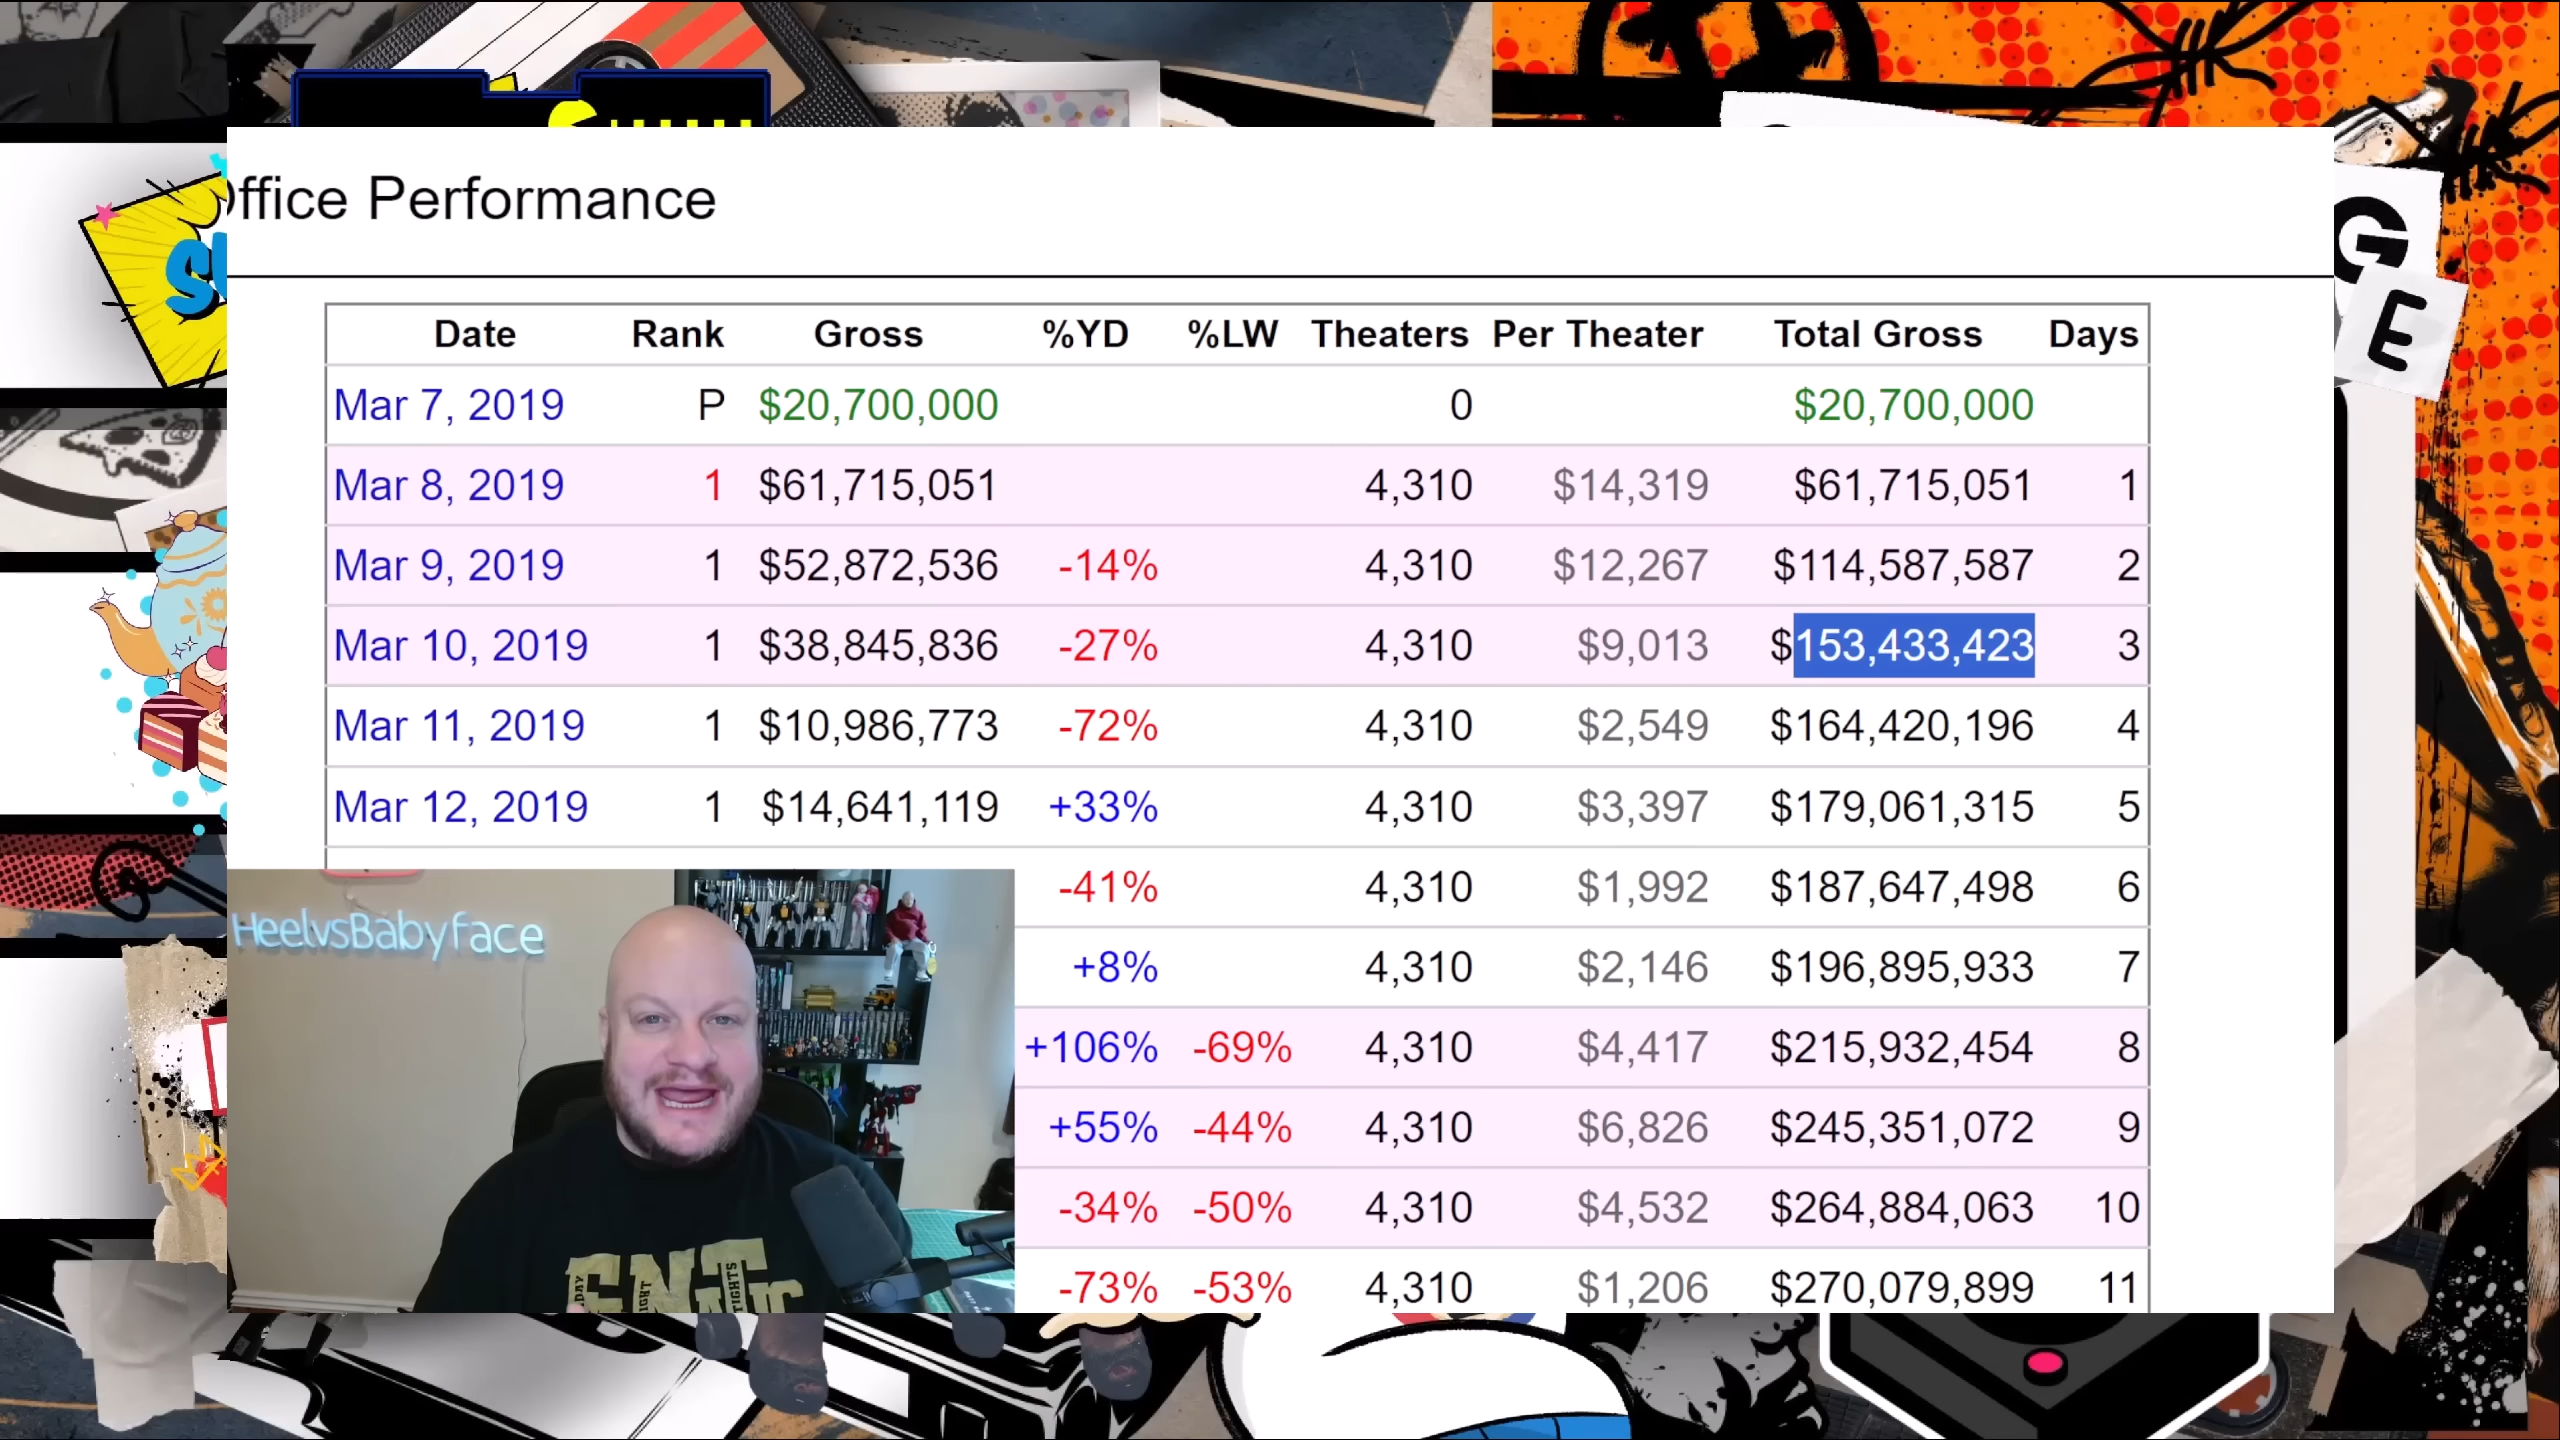 Office Performance
Date Rank Gross %YD %LW Theaters Per Theater Total Gross Days
Mar 7, 2019 P $20,700,000 0 $20,700,000
Mar 8, 2019 1 $61,715,051 4,310 $14,319 $61,715,051 1
Mar 9, 2019 1 $52,872,536 -14% 4,310 $12,267 $114,587,587 2
Mar 10, 2019 1 $38,845,836 -27% 4,310 $9,013 $153,433,423 3
Mar 11, 2019 1 $10,986,773 -72% 4,310 $2,549 $164,420,196 4
Mar 12, 2019 1 $14,641,119 +33% 4,310 $3,397 $179,061,315 5
-41% 4,310 $1,992 $187,647,498 6
+8% 4,310 $2,146 $196,895,933 7
+106% -69% 4,310 $4,417 $215,932,454 8
+55% -44% 4,310 $6,826 $245,351,072 9
-34% -50% 4,310 $4,532 $264,884,063 10
-73% -53% 4,310 $1,206 $270,079,899 11
HeelvsBabyface
G
E